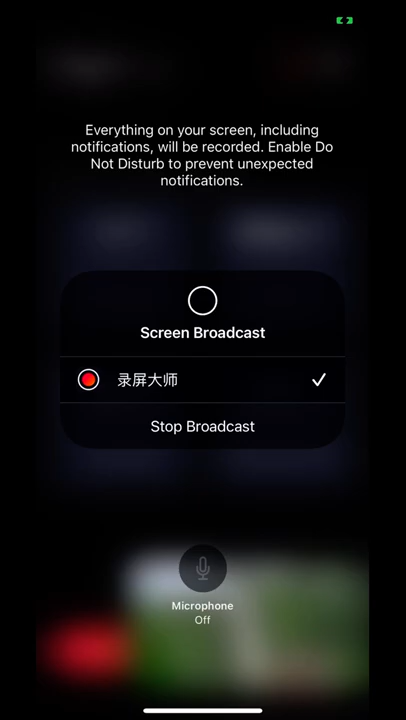 Everything on your screen, including
notifications, will be recorded. Enable Do
Not Disturb to prevent unexpected
notifications.
Screen Broadcast
录屏大师
Stop Broadcast
Microphone
Off